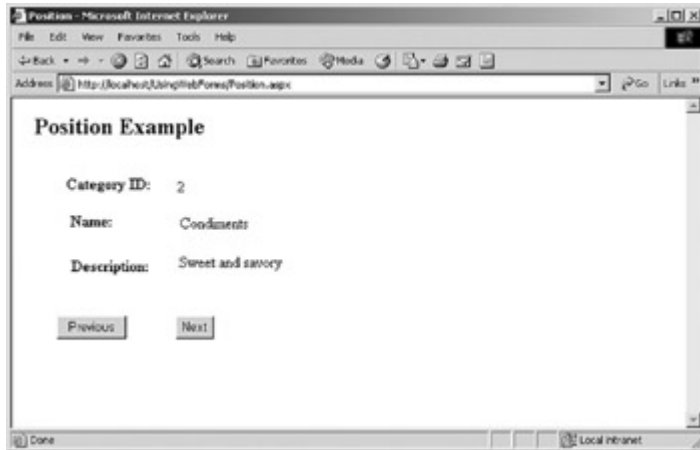 Position - Microsoft Internet Explorer
File Edit View Favorites Tools Help
Back Search Favorites Media
Address http://localhost/UsingWebForms/Position.aspx Go Links
Position Example
Category ID: 2
Name: Condiments
Description: Sweet and savory
Previous Next
Done Local intranet